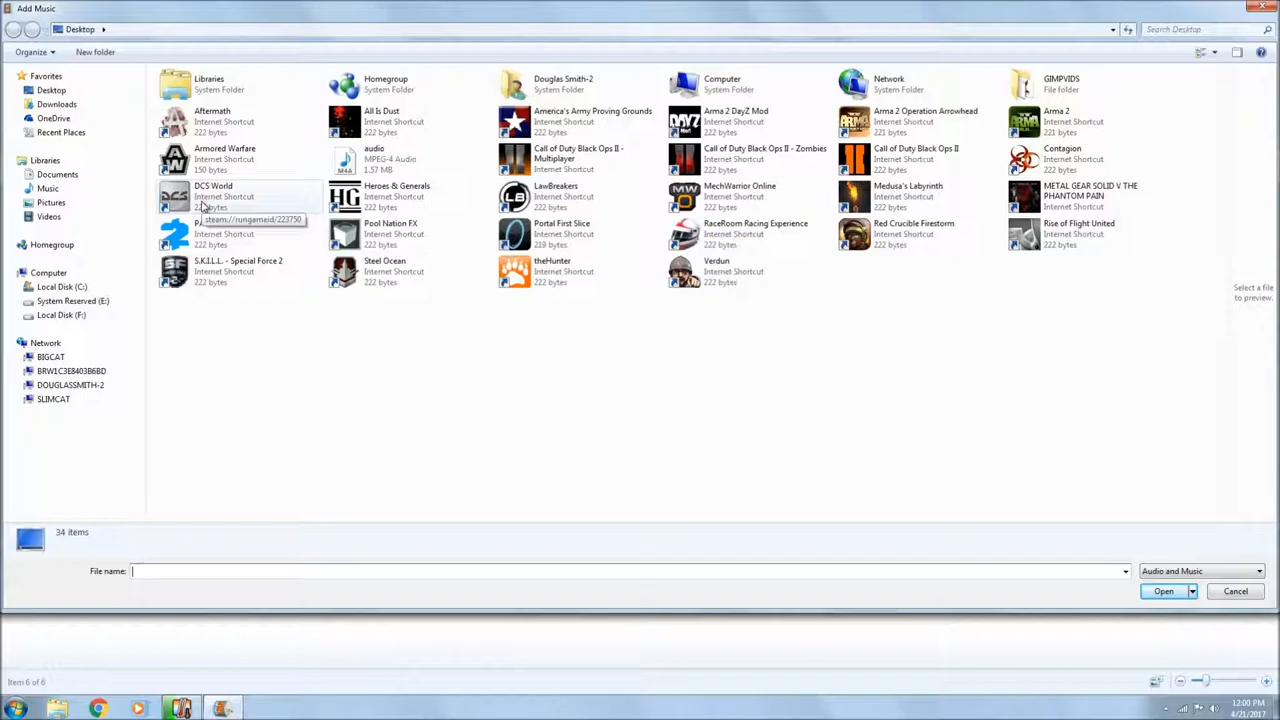 Add Music
Desktop
Search Desktop
Organize
New folder
Favorites
Desktop
Downloads
OneDrive
Recent Places
Libraries
Documents
Music
Pictures
Videos
Homegroup
Computer
Local Disk (C:)
System Reserved (E:)
Local Disk (F:)
Network
BIGCAT
BRW1C3E8403B6BD
DOUGLASSMITH-2
SLIMCAT
Libraries
System Folder
Homegroup
System Folder
Douglas Smith-2
System Folder
Computer
System Folder
Network
System Folder
GIMPVIDS
File folder
Aftermath
Internet Shortcut
222 bytes
All Is Dust
Internet Shortcut
222 bytes
America's Army Proving Grounds
Internet Shortcut
222 bytes
Arma 2 DayZ Mod
Internet Shortcut
222 bytes
Arma 2 Operation Arrowhead
Internet Shortcut
221 bytes
Arma 2
Internet Shortcut
221 bytes
Armored Warfare
Internet Shortcut
150 bytes
audio
MPEG-4 Audio
1.57 MB
Call of Duty Black Ops II -
Multiplayer
Internet Shortcut
Call of Duty Black Ops II - Zombies
Internet Shortcut
222 bytes
Call of Duty Black Ops II
Internet Shortcut
222 bytes
Contagion
Internet Shortcut
222 bytes
DCS World
Internet Shortcut
steam://rungameid/223750
Heroes & Generals
Internet Shortcut
222 bytes
LawBreakers
Internet Shortcut
222 bytes
MechWarrior Online
Internet Shortcut
222 bytes
Medusa's Labyrinth
Internet Shortcut
222 bytes
METAL GEAR SOLID V THE
PHANTOM PAIN
Internet Shortcut
Internet Shortcut
222 bytes
Pool Nation FX
Internet Shortcut
222 bytes
Portal First Slice
Internet Shortcut
219 bytes
RaceRoom Racing Experience
Internet Shortcut
222 bytes
Red Crucible Firestorm
Internet Shortcut
222 bytes
Rise of Flight United
Internet Shortcut
222 bytes
S.K.I.L.L. - Special Force 2
Internet Shortcut
222 bytes
Steel Ocean
Internet Shortcut
222 bytes
theHunter
Internet Shortcut
222 bytes
Verdun
Internet Shortcut
222 bytes
Select a file
to preview.
34 items
File name:
Audio and Music
Open
Cancel
Item 6 of 6
12:00 PM
4/21/2017